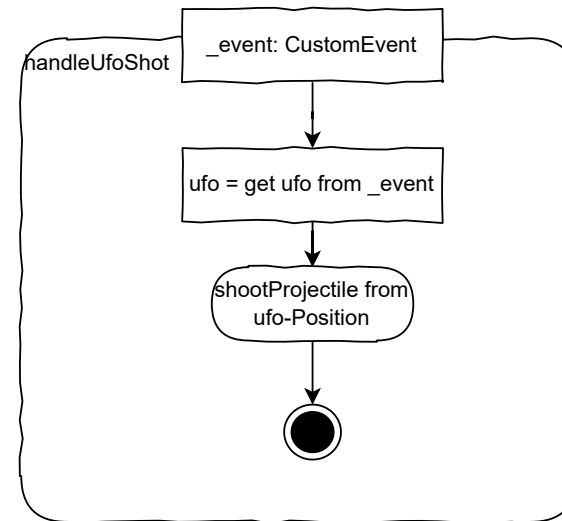 _event: CustomEvent
handleUfoShot
ufo = get ufo from _event
shootProjectile from
ufo-Position